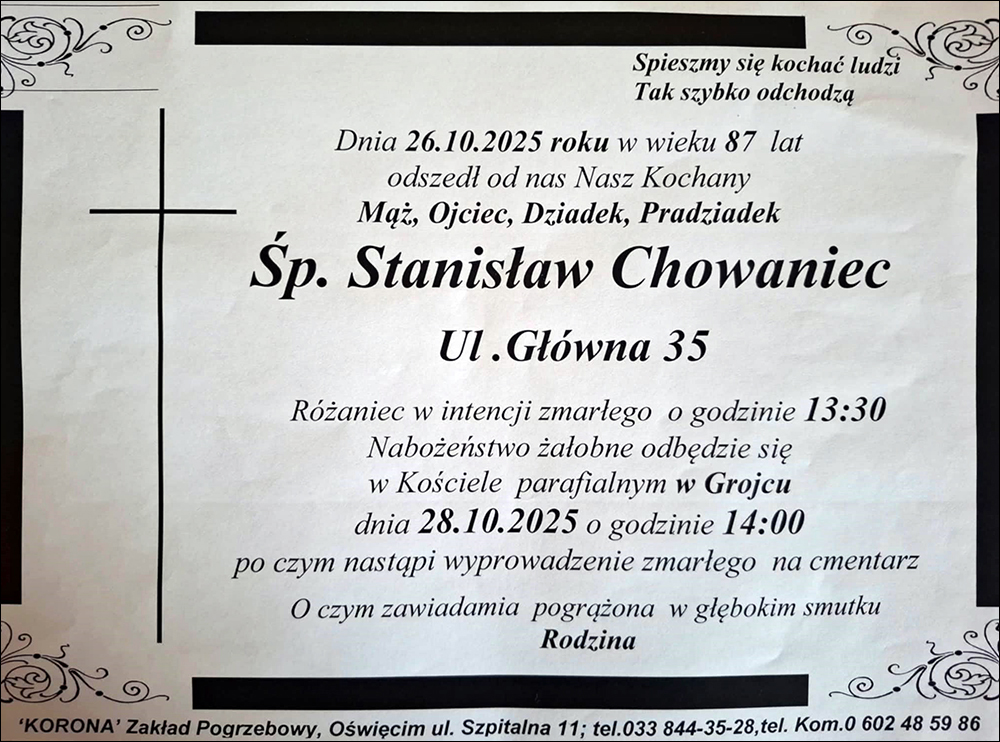 Spieszmy się kochać ludzi
Tak szybko odchodzą
Dnia 26.10.2025 roku w wieku 87 lat
odszedł od nas Nasz Kochany
Mąż, Ojciec, Dziadek, Pradziadek
Śp. Stanisław Chowaniec
Ul .Główna 35
Różaniec w intencji zmarłego o godzinie 13:30
Nabożeństwo żałobne odbędzie się
w Kościele parafialnym w Grojcu
dnia 28.10.2025 o godzinie 14:00
po czym nastąpi wyprowadzenie zmarłego na cmentarz
O czym zawiadamia pogrążona w głębokim smutku
Rodzina
‘KORONA’ Zakład Pogrzebowy, Oświęcim ul. Szpitalna 11; tel.033 844-35-28,tel. Kom.0 602 48 59 86